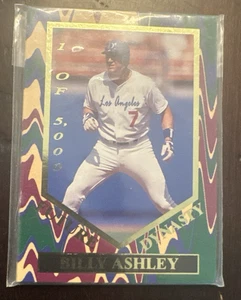 1 OF 5,000
Los Angeles
7
DYNASTY
BILLY ASHLEY